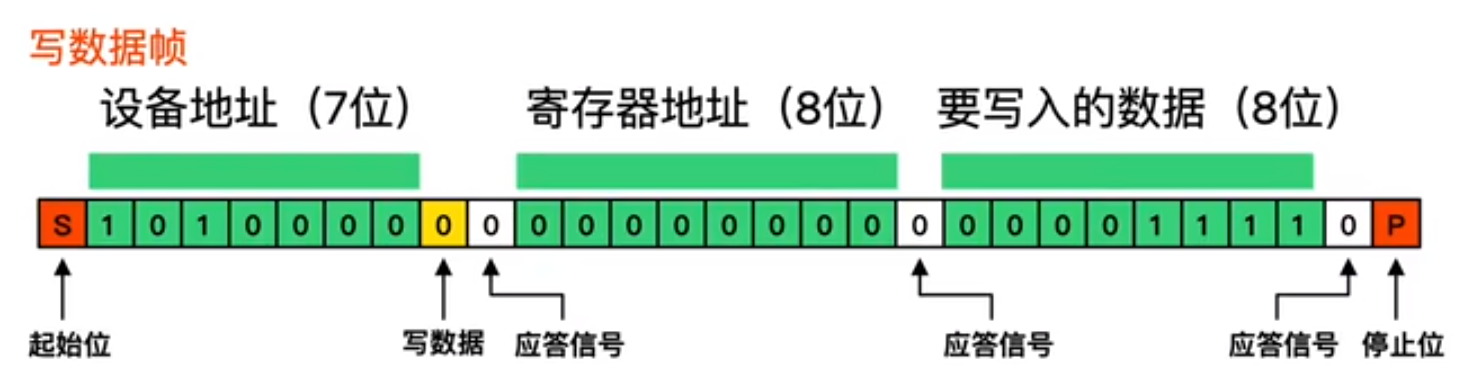 写数据帧
设备地址（7位） 寄存器地址（8位） 要写入的数据（8位）
S 1 0 1 0 0 0 0 0 0 0 0 0 0 0 0 0 0 0 0 0 0 0 1 1 1 1 0 P
起始位 写数据 应答信号 应答信号 应答信号 停止位